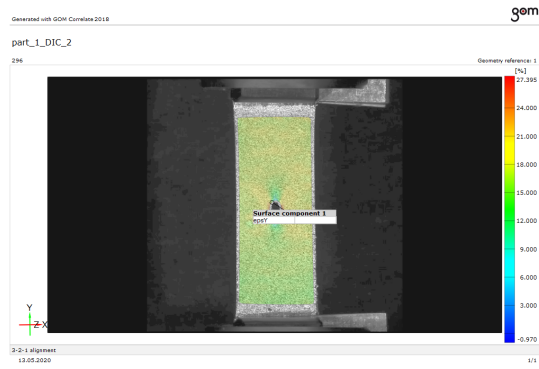 Generated with GOM Correlate 2018
gom
part_1_DIC_2
296
Geometry reference: 1
[%]
27.395
24.000
21.000
18.000
15.000
12.000
9.000
6.000
3.000
-0.970
Surface component 1
epsY
Y
Z X
3-2-1 alignment
13.05.2020
1/1